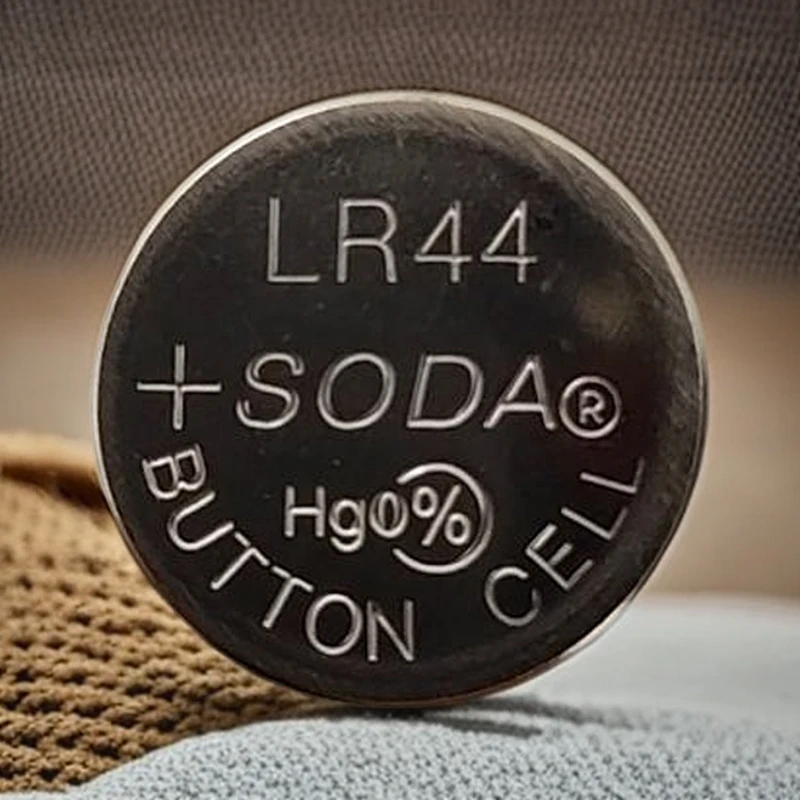 LR44
+SODA®
Hg0%
BUTTON CELL